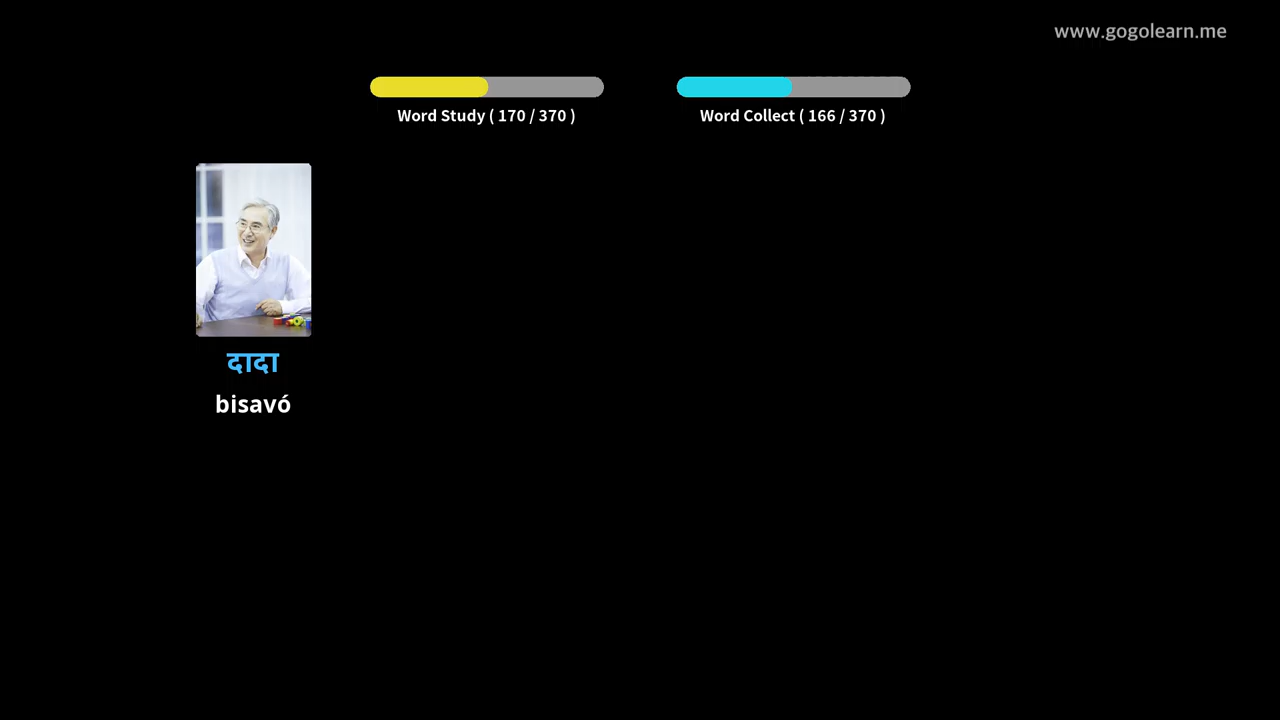 www.gogolearn.me
Word Study ( 170 / 370 )
Word Collect ( 166 / 370 )
दादा
bisavó